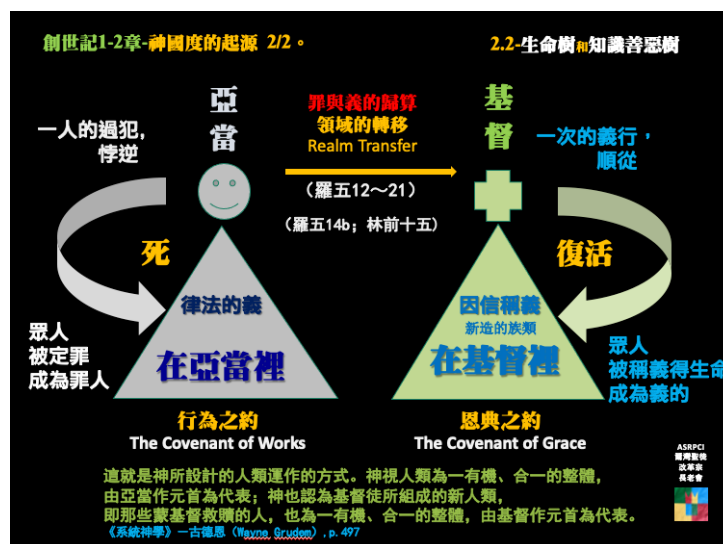 創世記1-2章-神國度的起源 2/2。
2.2-生命樹和知識善惡樹
亞當
罪與義的歸算
領域的轉移
Realm Transfer
基督
一人的過犯,
悖逆
一次的義行，
順從
（羅五12～21）
（羅五14b；林前十五）
死
復活
律法的義
在亞當裡
因信稱義
新造的族類
在基督裡
眾人
被定罪
成為罪人
眾人
被稱義得生命
成為義的
行為之約
The Covenant of Works
恩典之約
The Covenant of Grace
這就是神所設計的人類運作的方式。神視人類為一有機、合一的整體，
由亞當作元首為代表；神也認為基督徒所組成的新人類，
即那些蒙基督救贖的人，也為一有機、合一的整體，由基督作元首為代表。
《系統神學》—古德恩（Wayne Grudem）,p.497
ASRPCI
改革宗
長老會